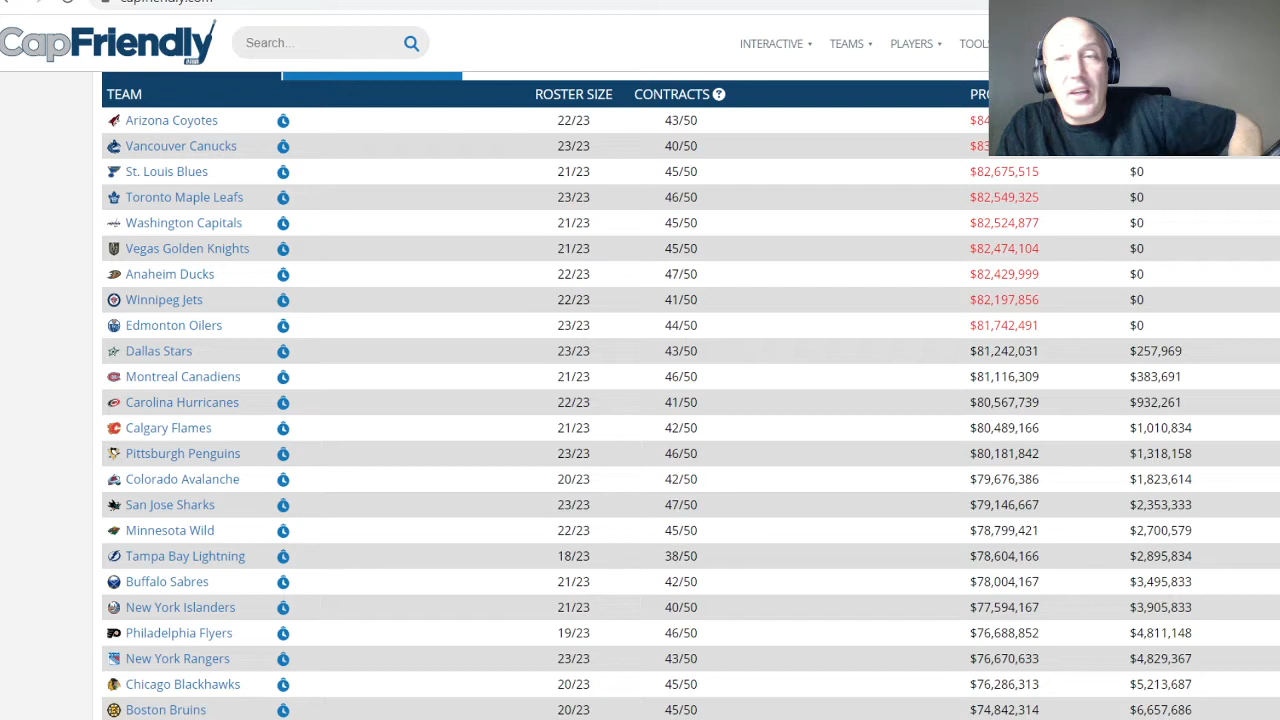 capfriendly.com
CapFriendly
Search...
INTERACTIVE TEAMS PLAYERS TOOLS
TEAM ROSTER SIZE CONTRACTS ?
Arizona Coyotes 22/23 43/50
Vancouver Canucks 23/23 40/50
St. Louis Blues 21/23 45/50 $82,675,515 $0
Toronto Maple Leafs 23/23 46/50 $82,549,325 $0
Washington Capitals 21/23 45/50 $82,524,877 $0
Vegas Golden Knights 21/23 45/50 $82,474,104 $0
Anaheim Ducks 22/23 47/50 $82,429,999 $0
Winnipeg Jets 22/23 41/50 $82,197,856 $0
Edmonton Oilers 23/23 44/50 $81,742,491 $0
Dallas Stars 23/23 43/50 $81,242,031 $257,969
Montreal Canadiens 21/23 46/50 $81,116,309 $383,691
Carolina Hurricanes 22/23 41/50 $80,567,739 $932,261
Calgary Flames 21/23 42/50 $80,489,166 $1,010,834
Pittsburgh Penguins 23/23 46/50 $80,181,842 $1,318,158
Colorado Avalanche 20/23 42/50 $79,676,386 $1,823,614
San Jose Sharks 23/23 47/50 $79,146,667 $2,353,333
Minnesota Wild 22/23 45/50 $78,799,421 $2,700,579
Tampa Bay Lightning 18/23 38/50 $78,604,166 $2,895,834
Buffalo Sabres 21/23 42/50 $78,004,167 $3,495,833
New York Islanders 21/23 40/50 $77,594,167 $3,905,833
Philadelphia Flyers 19/23 46/50 $76,688,852 $4,811,148
New York Rangers 23/23 43/50 $76,670,633 $4,829,367
Chicago Blackhawks 20/23 45/50 $76,286,313 $5,213,687
Boston Bruins 20/23 45/50 $74,842,314 $6,657,686